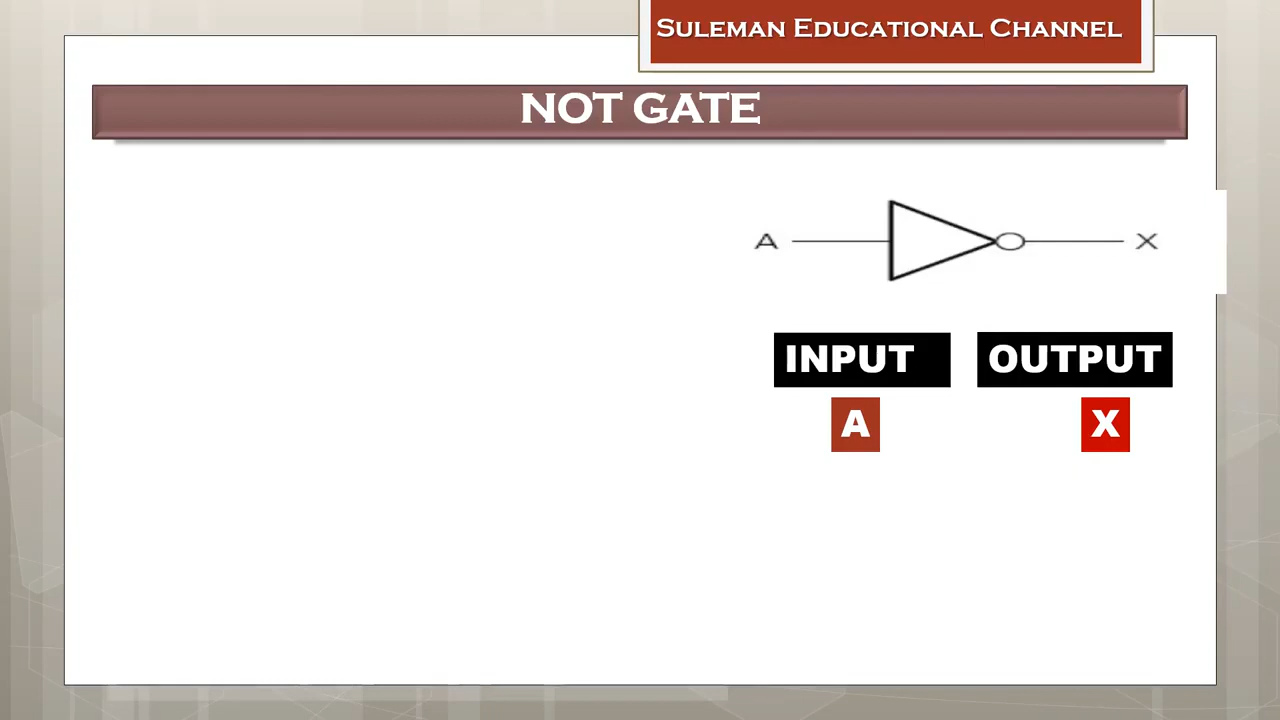 SULEMAN EDUCATIONAL CHANNEL
NOT GATE
A X
INPUT OUTPUT
A X